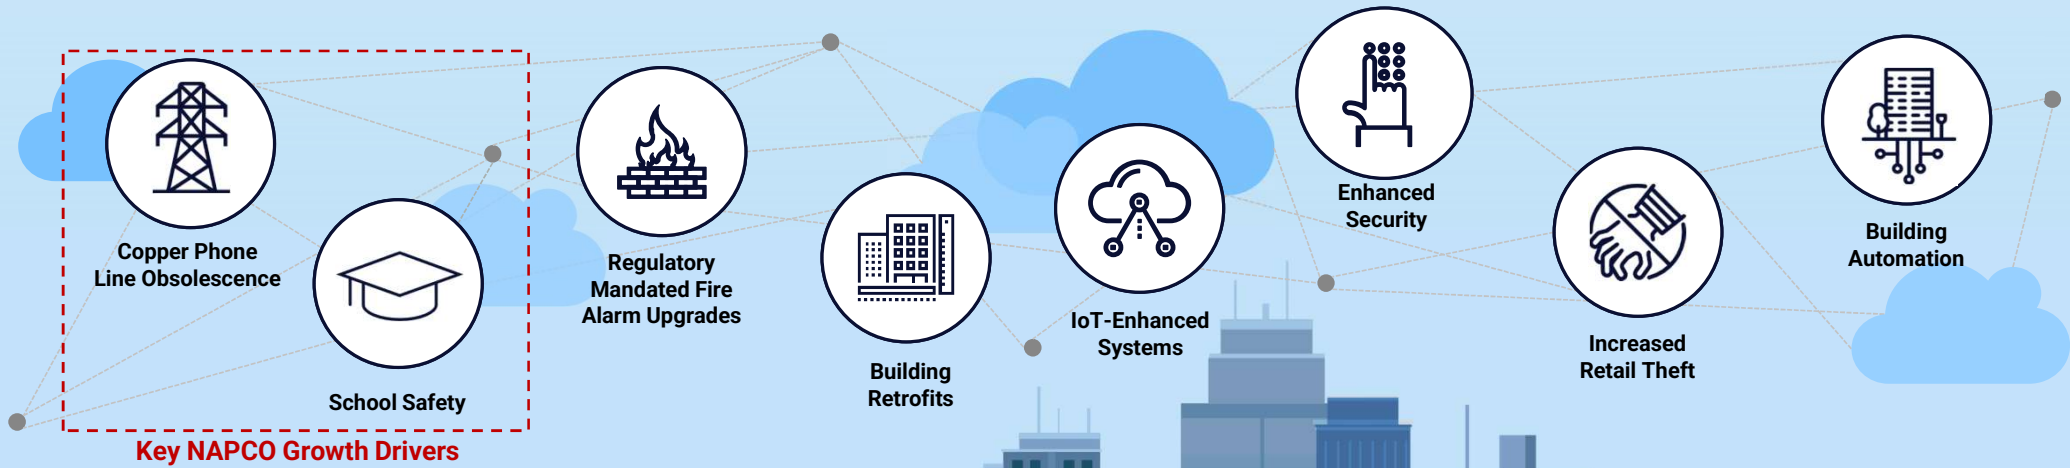 Copper Phone
Line Obsolescence
School Safety
Key NAPCO Growth Drivers
Regulatory
Mandated Fire
Alarm Upgrades
Building
Retrofits
IoT-Enhanced
Systems
Enhanced
Security
Increased
Retail Theft
Building
Automation